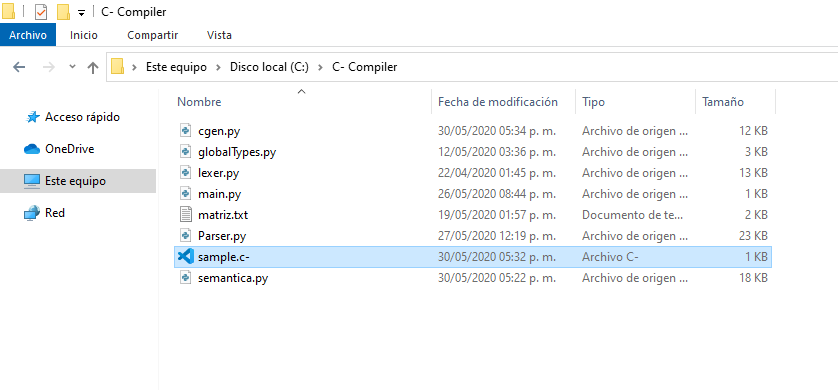 C- Compiler
Archivo Inicio Compartir Vista
Este equipo Disco local (C:) C- Compiler
Nombre Fecha de modificación Tipo Tamaño
Acceso rápido
OneDrive
Este equipo
Red
cgen.py 30/05/2020 05:34 p. m. Archivo de origen ... 12 KB
globalTypes.py 12/05/2020 03:36 p. m. Archivo de origen ... 3 KB
lexer.py 22/04/2020 01:45 p. m. Archivo de origen ... 13 KB
main.py 26/05/2020 08:44 p. m. Archivo de origen ... 1 KB
matriz.txt 19/05/2020 01:57 p. m. Documento de te... 2 KB
Parser.py 27/05/2020 12:19 p. m. Archivo de origen ... 23 KB
sample.c- 30/05/2020 05:32 p. m. Archivo C- 1 KB
semantica.py 30/05/2020 05:22 p. m. Archivo de origen ... 18 KB